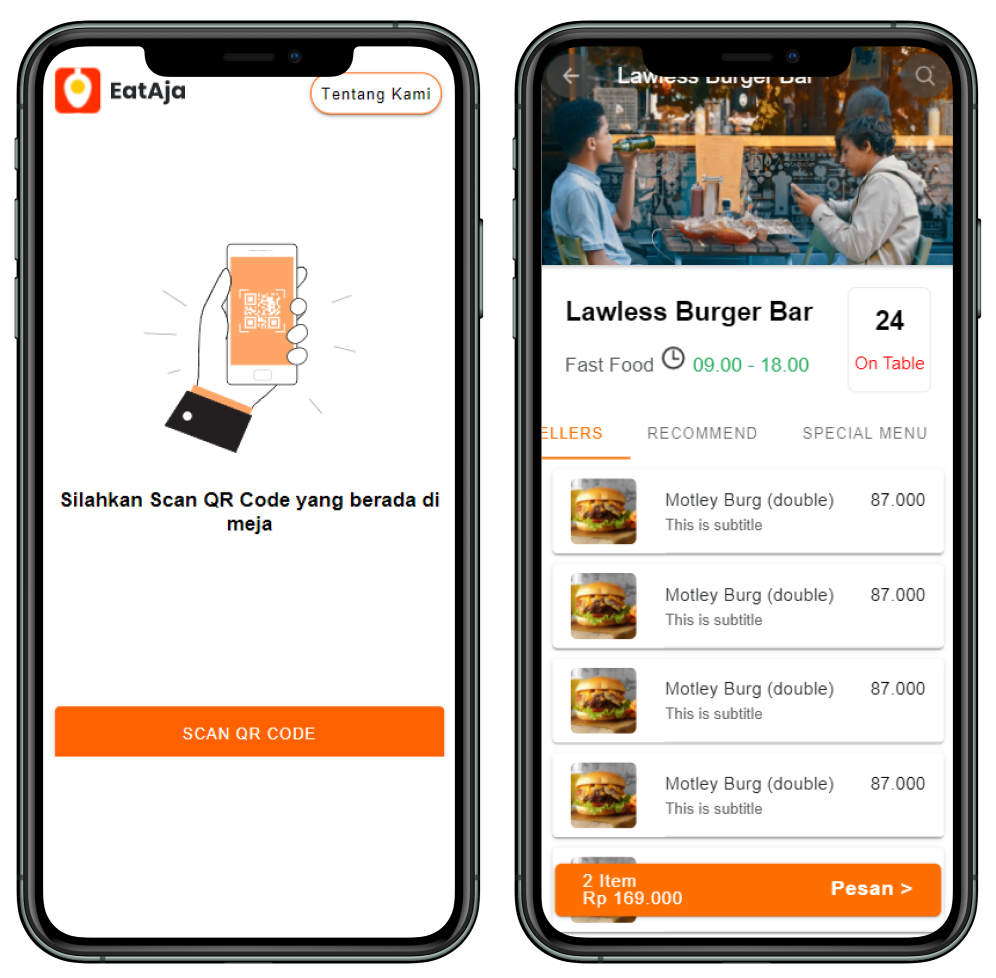 EatAja
Tentang Kami
Silahkan Scan QR Code yang berada di
meja
SCAN QR CODE
Lawless Burger Bar
Lawless Burger Bar
24
Fast Food 09.00 - 18.00
On Table
ELLERS RECOMMEND SPECIAL MENU
Motley Burg (double) 87.000
This is subtitle
Motley Burg (double) 87.000
This is subtitle
Motley Burg (double) 87.000
This is subtitle
Motley Burg (double) 87.000
This is subtitle
2 Item
Rp 169.000
Pesan >